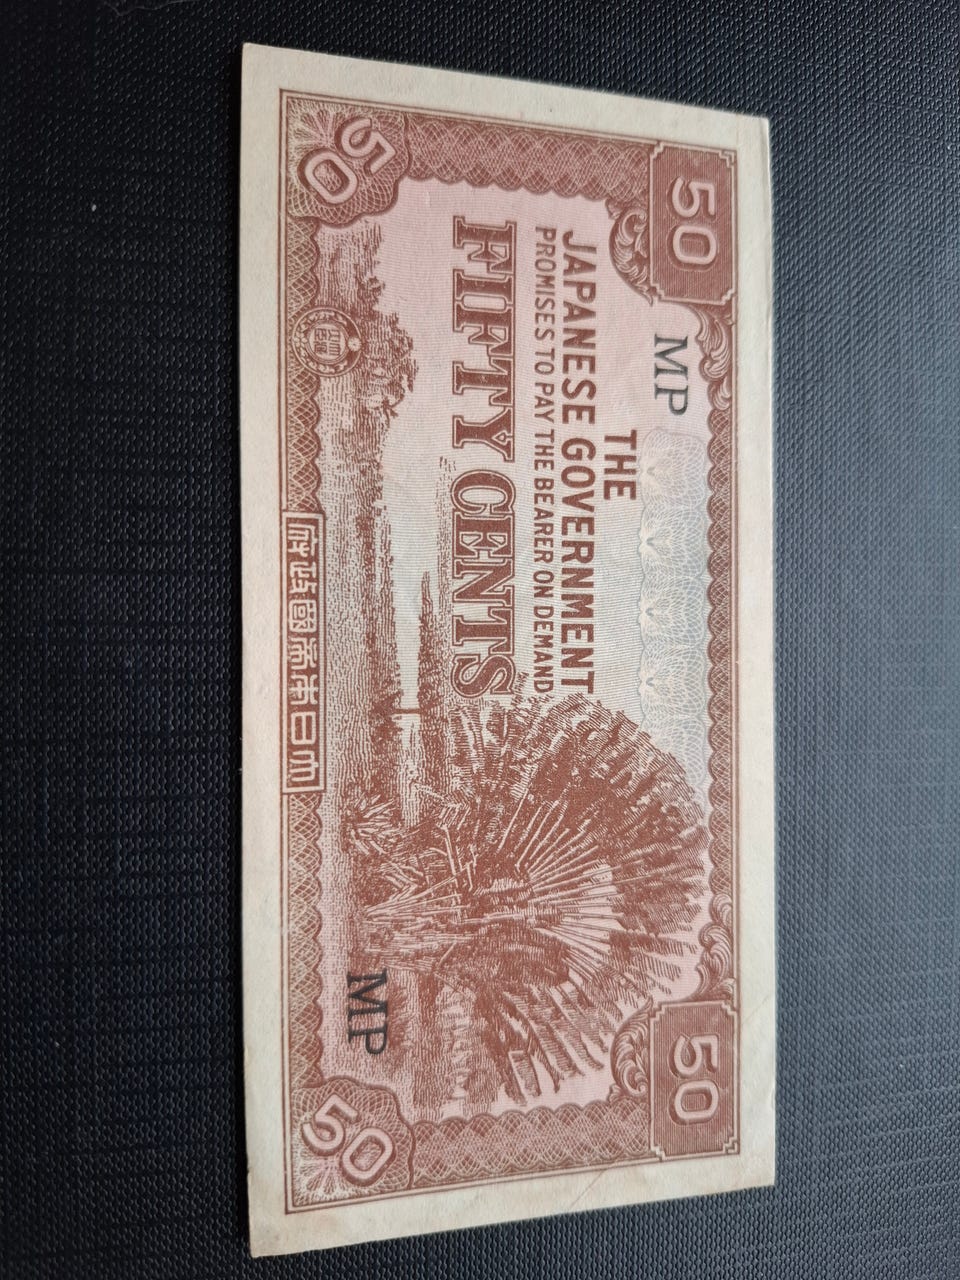 50
50
MP
THE
JAPANESE GOVERNMENT
PROMISES TO PAY THE BEARER ON DEMAND
FIFTY CENTS
MP
50
府政國帝本日大
50